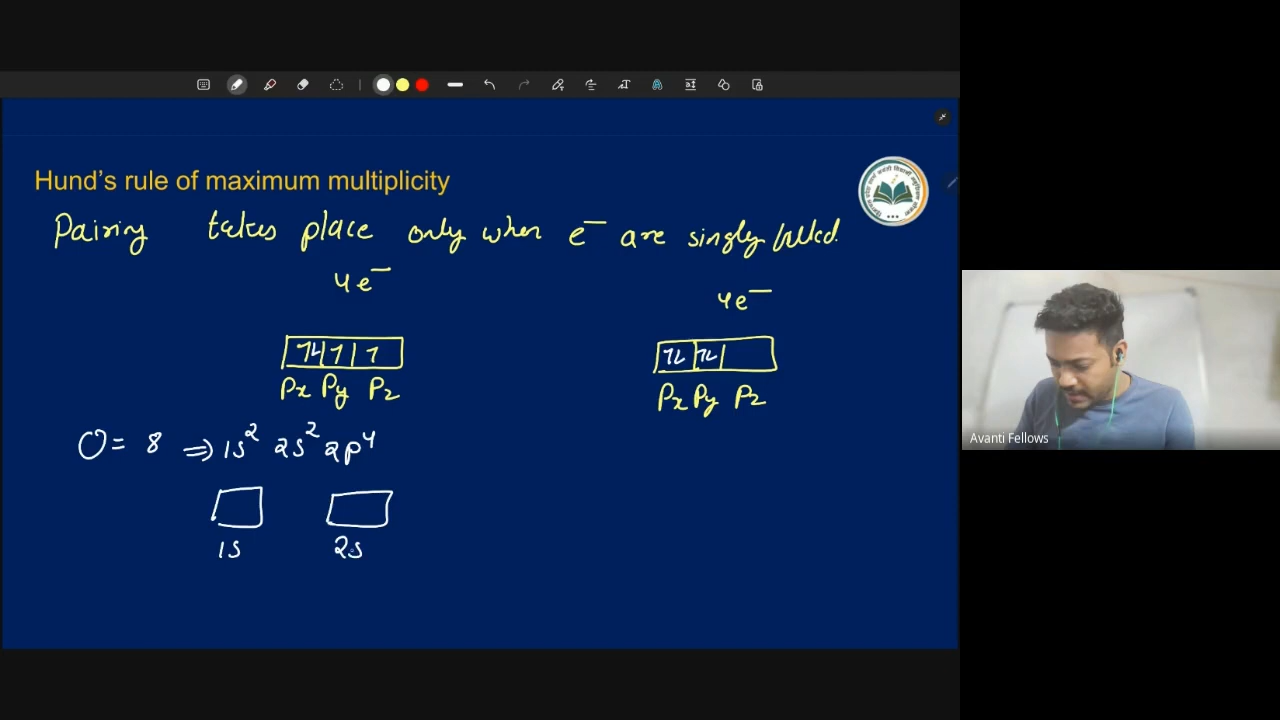 Hund's rule of maximum multiplicity
Pairing takes place only when e⁻ are singly filled.
4e⁻ 4e⁻
Px Py Pz Px Py Pz
O = 8 ⇒ 1s² 2s² 2p⁴
1s 2s
Avanti Fellows